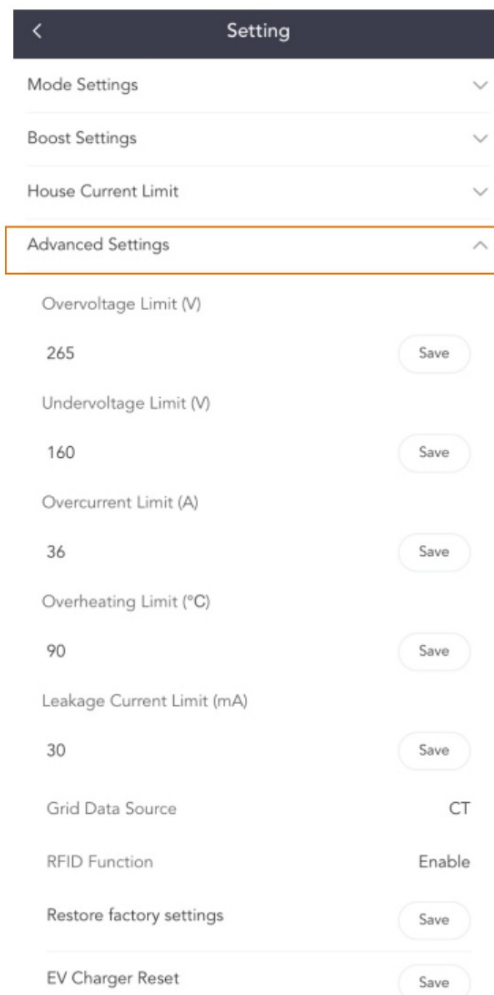 Setting
Mode Settings
Boost Settings
House Current Limit
Advanced Settings
Overvoltage Limit (V)
265 Save
Undervoltage Limit (V)
160 Save
Overcurrent Limit (A)
36 Save
Overheating Limit (°C)
90 Save
Leakage Current Limit (mA)
30 Save
Grid Data Source CT
RFID Function Enable
Restore factory settings Save
EV Charger Reset Save